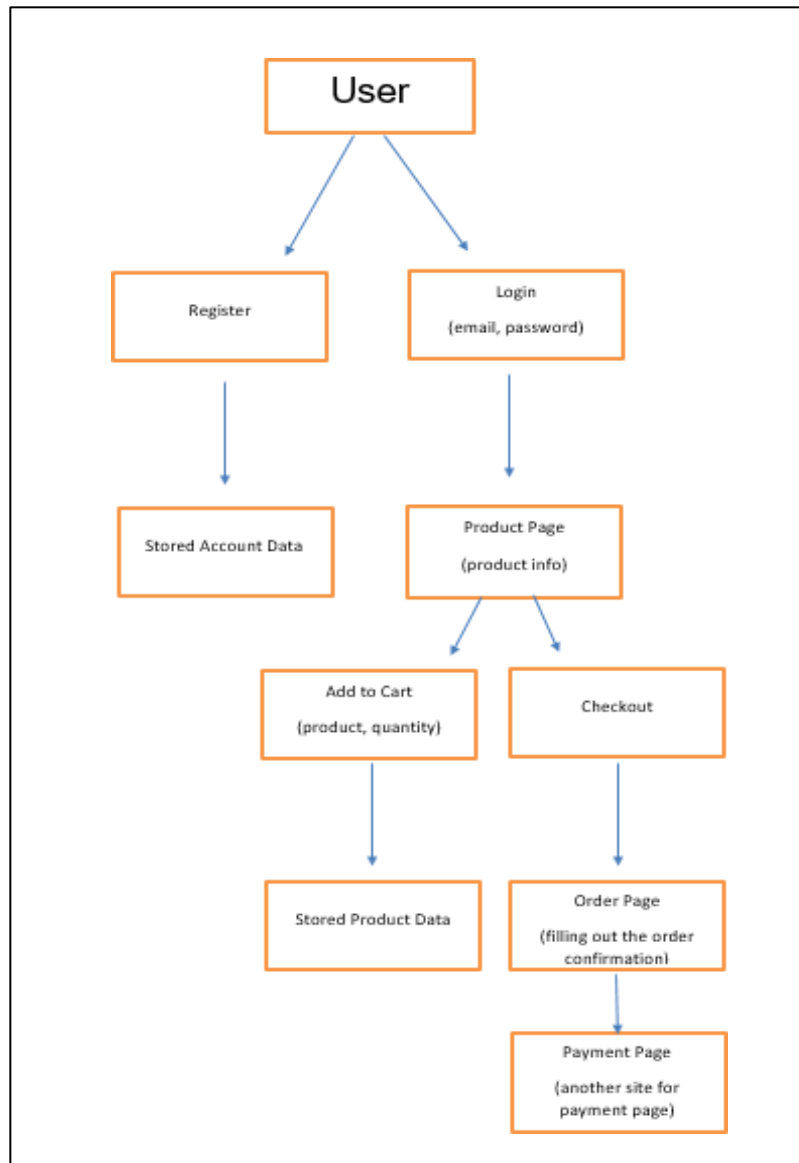 User
Register
Login
(email, password)
Stored Account Data
Product Page
(product info)
Add to Cart
(product, quantity)
Checkout
Stored Product Data
Order Page
(filling out the order
confirmation)
Payment Page
(another site for
payment page)